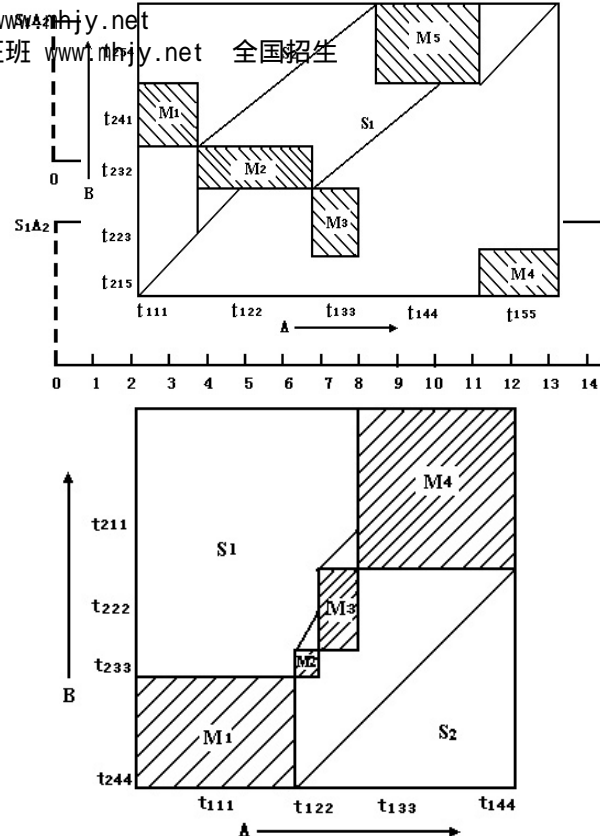 www.mhjy.net
正班 www.mhjy.net 全国招生
M5
M1
t241
S1
t232
M2
0
B
M3
S1A2
t223
t215
M4
t111 t122 t133 t144 t155
A
0 1 2 3 4 5 6 7 8 9 10 11 12 13 14
M4
t211
S1
t222
M3
t233
M2
B
M1
S2
t244
t111 t122 t133 t144
A